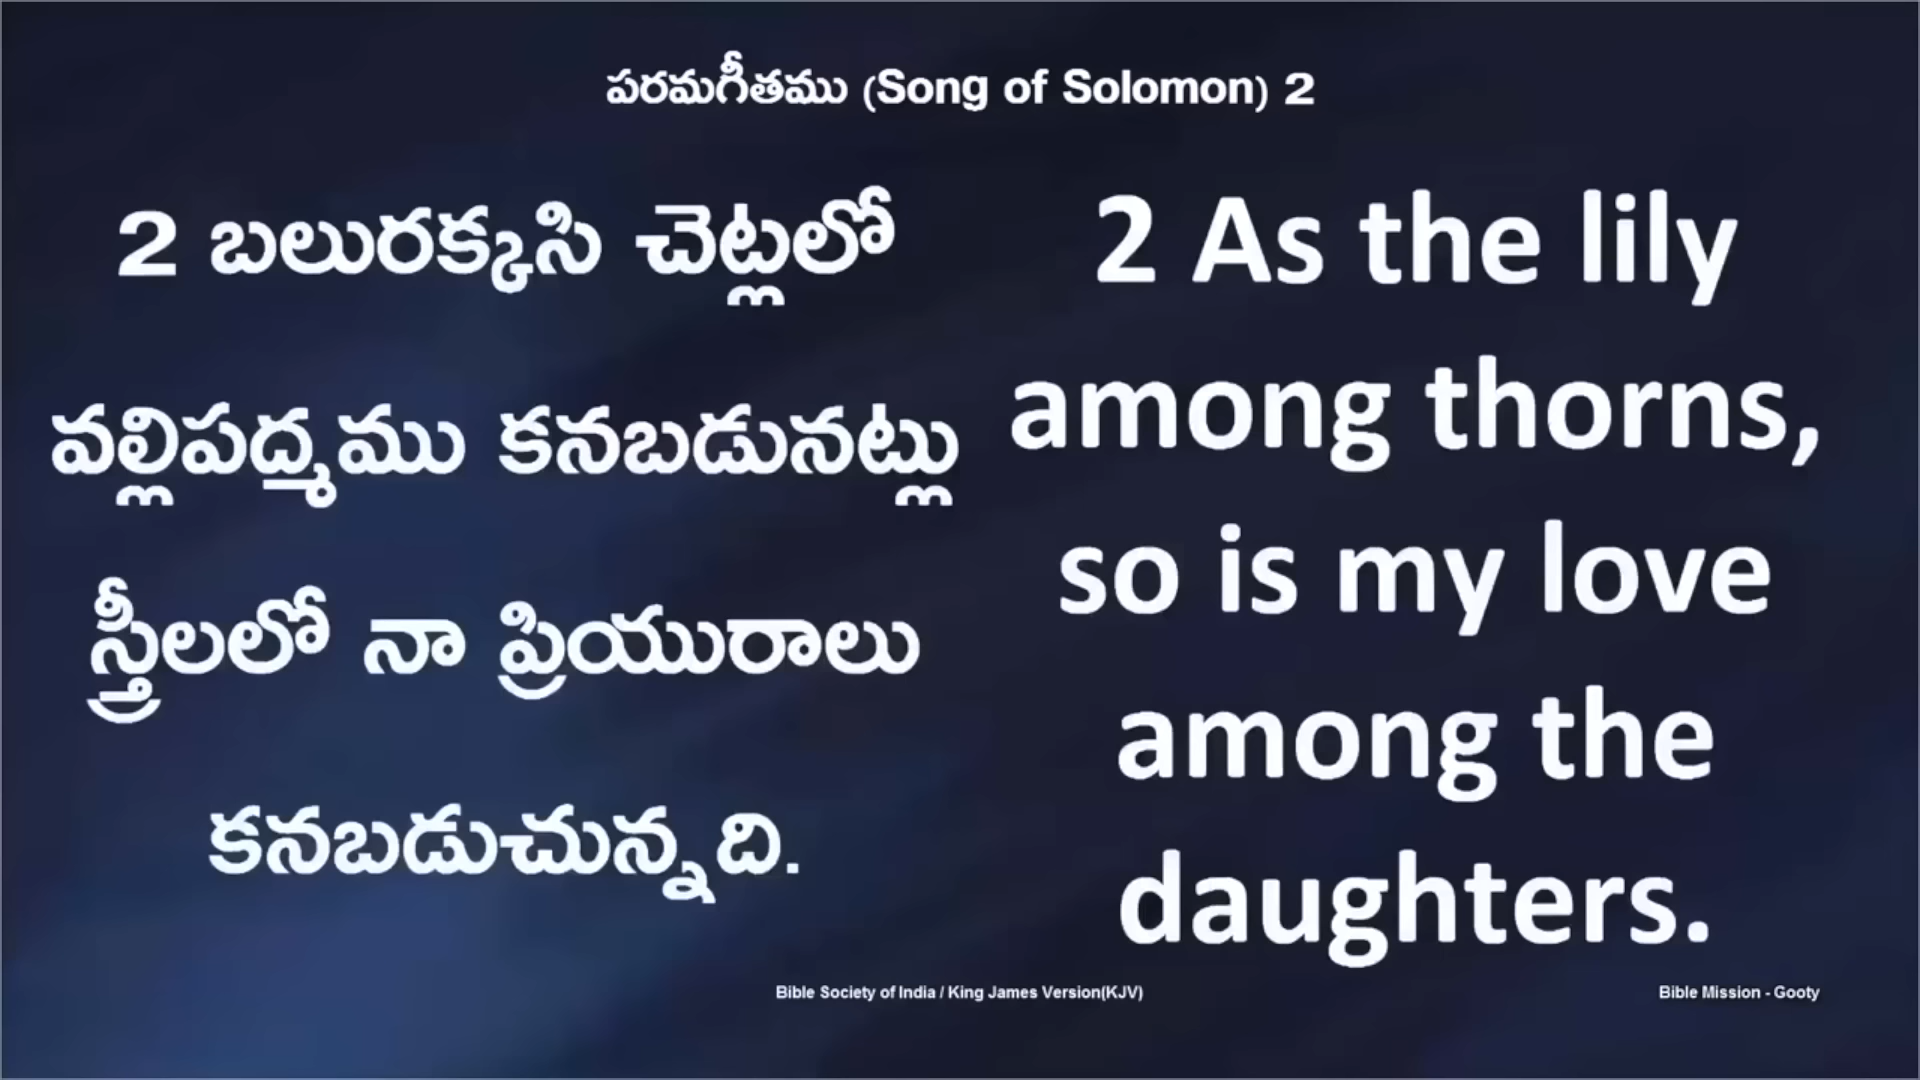 పరమగీతము (Song of Solomon) 2
2 బలురక్కసి చెట్లలో
వల్లిపద్మము కనబడునట్లు
స్త్రీలలో నా ప్రియురాలు
కనబడుచున్నది.
2 As the lily
among thorns,
so is my love
among the
daughters.
Bible Society of India / King James Version(KJV)
Bible Mission - Gooty